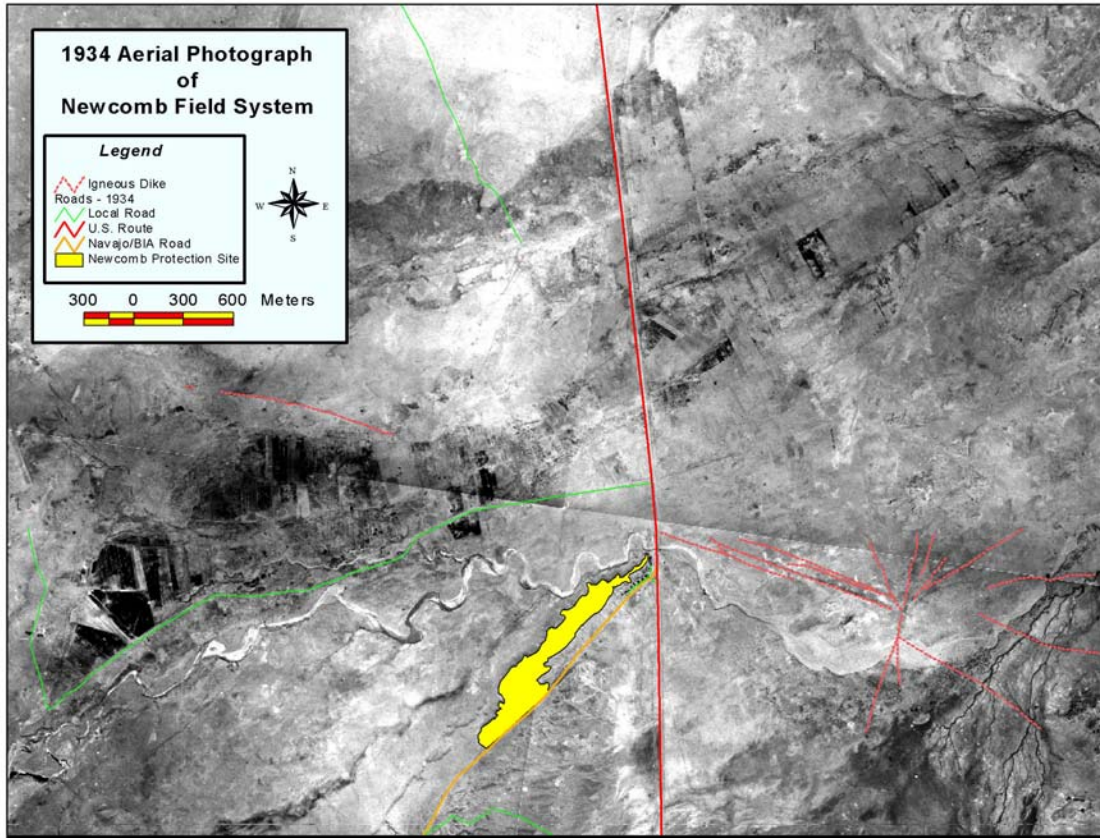 1934 Aerial Photograph
of
Newcomb Field System
Legend
Igneous Dike
Roads - 1934
Local Road
U.S. Route
Navajo/BIA Road
Newcomb Protection Site
N
W E
S
300 0 300 600 Meters